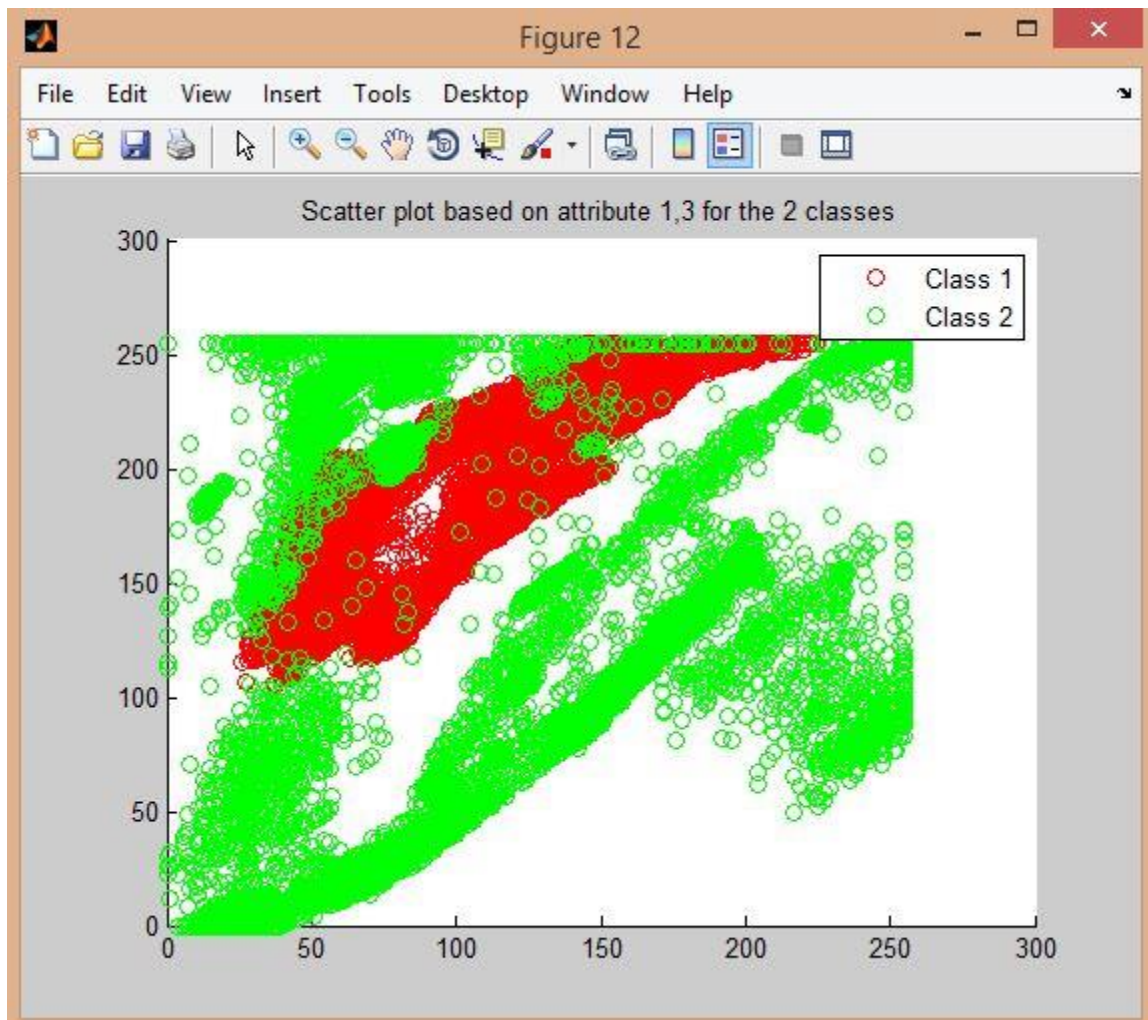 Figure 12
File Edit View Insert Tools Desktop Window Help
Scatter plot based on attribute 1,3 for the 2 classes
300
Class 1
Class 2
250
200
150
100
50
0
0 50 100 150 200 250 300